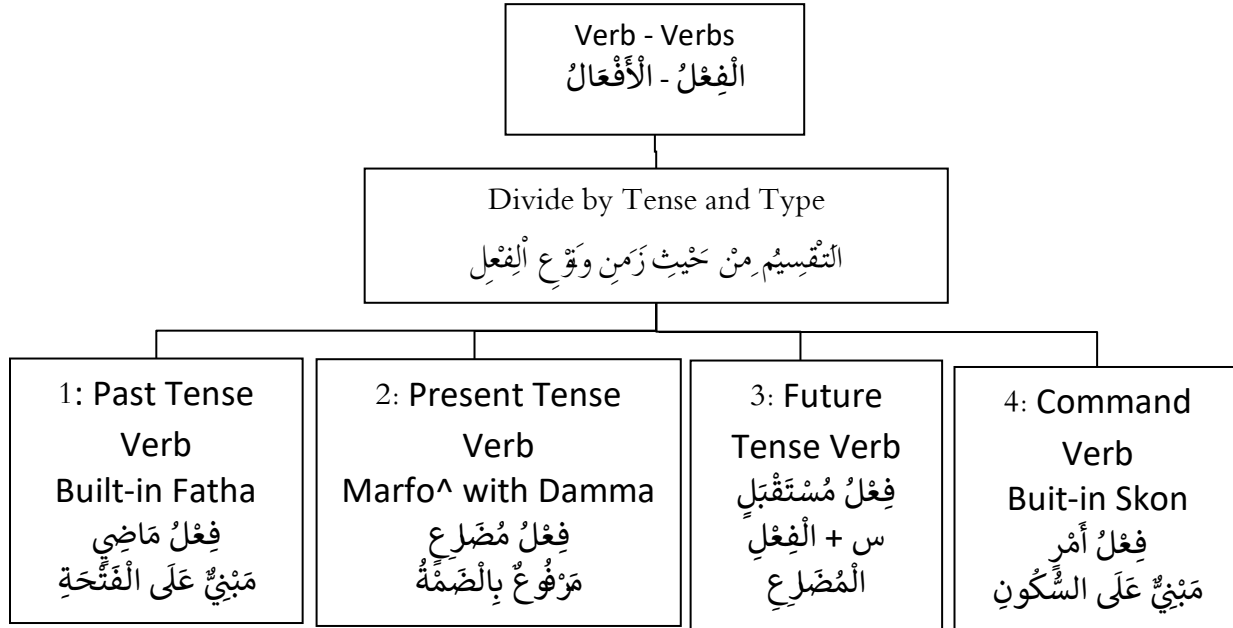 Verb - Verbs
الْفِعْلُ - الْأَفْعَالُ
Divide by Tense and Type
التَقْسِيُم ِمنْ حَيْثِ زَمَنِ وَنَوْعِ اْلِفعْلِ
1: Past Tense
Verb
Built-in Fatha
فِعْلُ مَاضِيٍ
مَبْنِيٌّ عَلَى الْفَتْحَةِ
2: Present Tense
Verb
Marfo^ with Damma
فِعْلُ مُضَارِعٍ
مَرْفُوعٌ بِالْضَمْةُ
3: Future
Tense Verb
فِعْلُ مُسْتَقْبَلٍ
س + الْفِعْلِ
الْمُضَارِعِ
4: Command
Verb
Buit-in Skon
فِعْلُ أَمْرٍ
مَبْنِيٌّ عَلَى السُّكُونِ